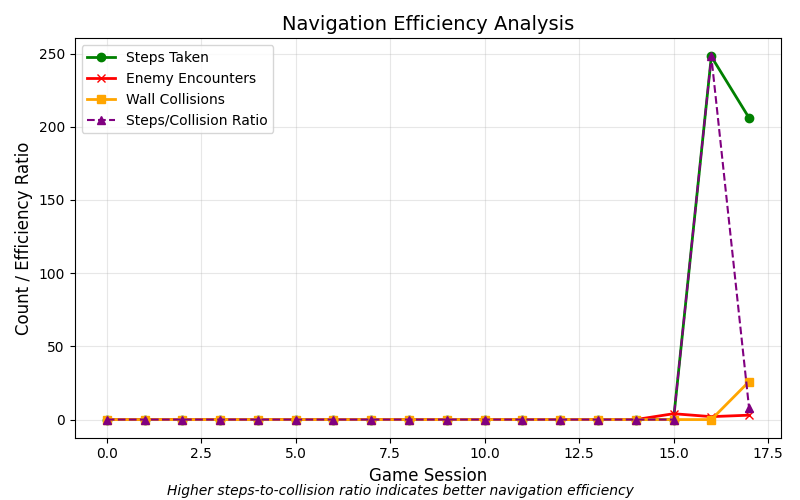 Navigation Efficiency Analysis
Steps Taken
Enemy Encounters
Wall Collisions
Steps/Collision Ratio
Count / Efficiency Ratio
250
200
150
100
50
0
0.0 2.5 5.0 7.5 10.0 12.5 15.0 17.5
Game Session
Higher steps-to-collision ratio indicates better navigation efficiency